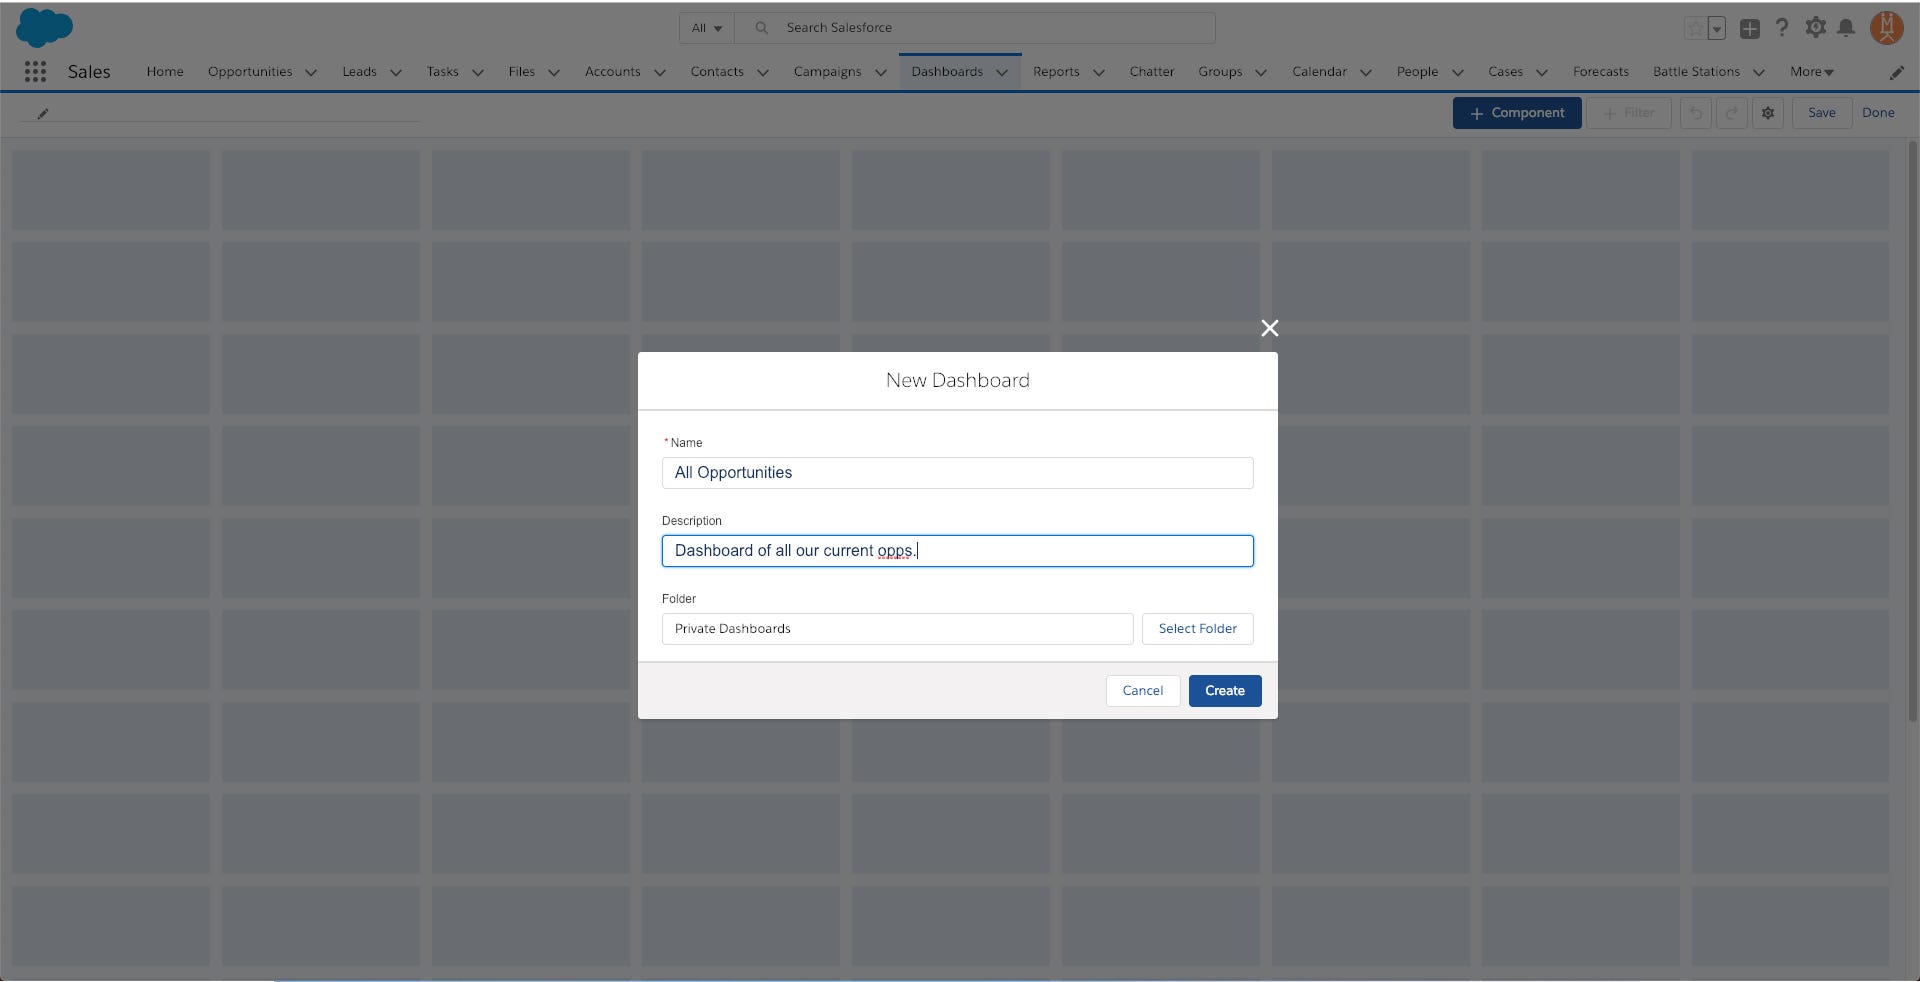 All Search Salesforce
Sales Home Opportunities Leads Tasks Files Accounts Contacts Campaigns Dashboards Reports Chatter Groups Calendar People Cases Forecasts Battle Stations More
+ Component + Filter Save Done
New Dashboard
* Name
All Opportunities
Description
Dashboard of all our current opps.
Folder
Private Dashboards Select Folder
Cancel Create